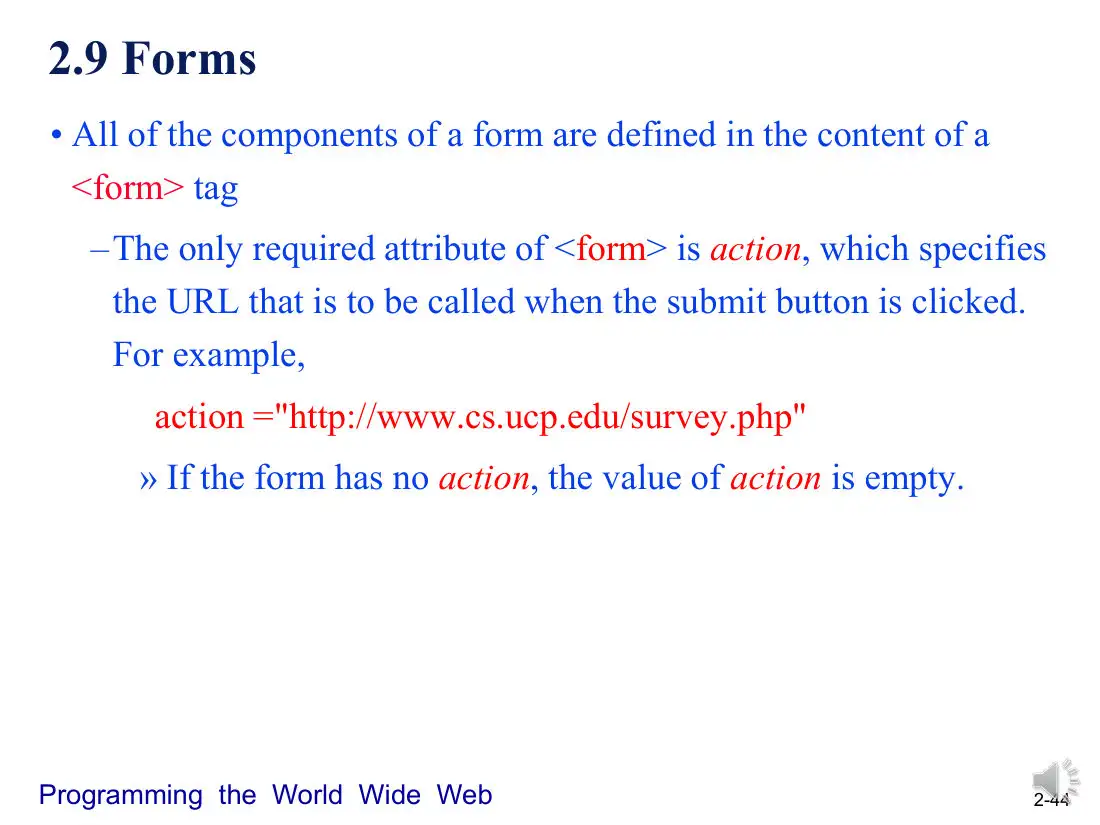 2.9 Forms
• All of the components of a form are defined in the content of a
<form> tag
–The only required attribute of <form> is action, which specifies
the URL that is to be called when the submit button is clicked.
For example,
action ="http://www.cs.ucp.edu/survey.php"
» If the form has no action, the value of action is empty.
Programming the World Wide Web
2-44